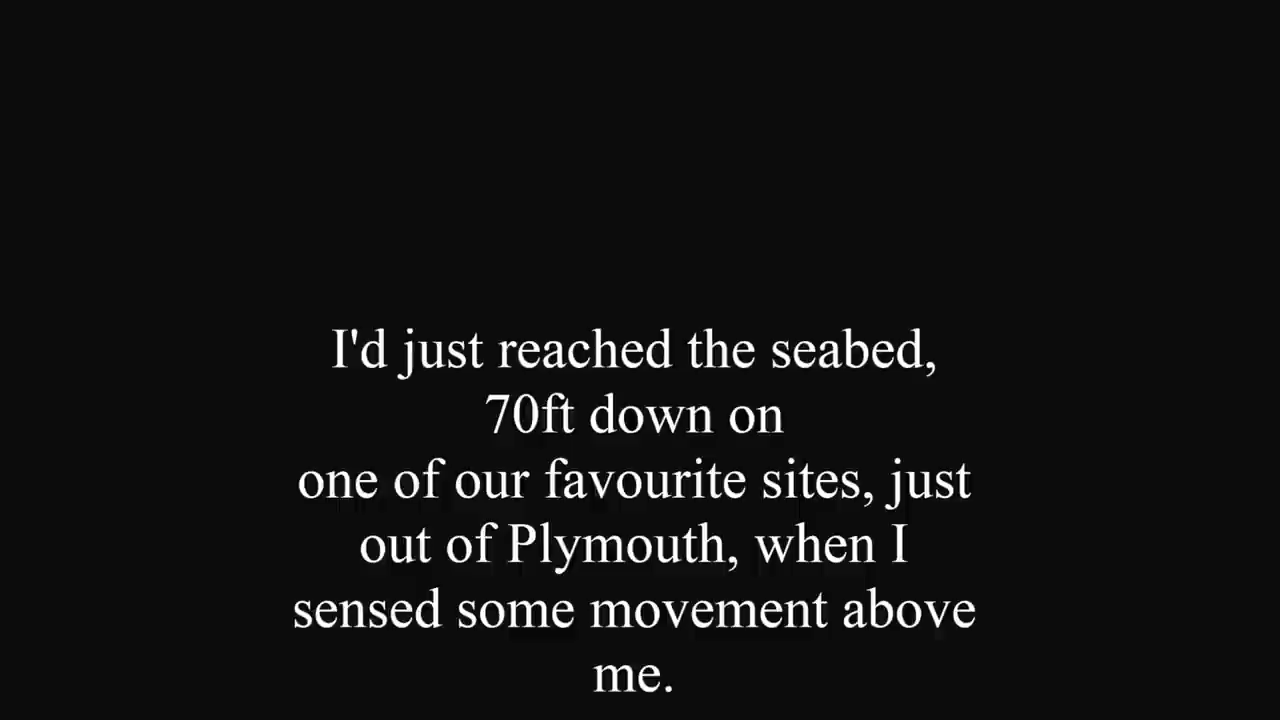 I'd just reached the seabed,
70ft down on
one of our favourite sites, just
out of Plymouth, when I
sensed some movement above
me.